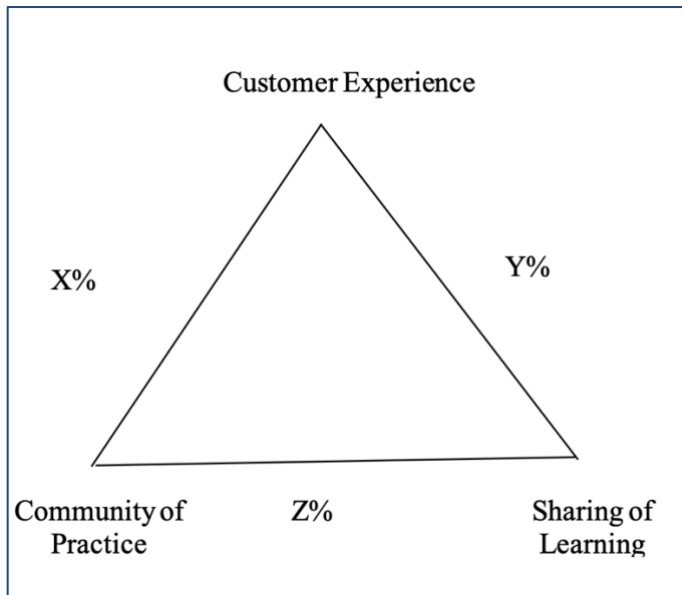 Customer Experience
X%
Y%
Community of
Practice
Z%
Sharing of
Learning